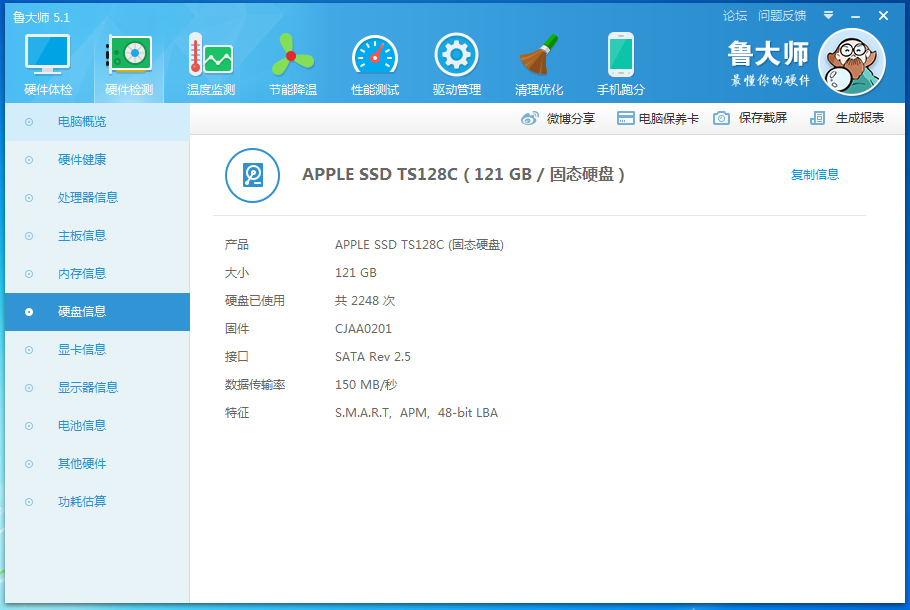 鲁大师 5.1
论坛 问题反馈
硬件体检 硬件检测 温度监测 节能降温 性能测试 驱动管理 清理优化 手机跑分
鲁大师
最懂你的硬件
微博分享 电脑保养卡 保存截屏 生成报表
电脑概览
硬件健康
处理器信息
主板信息
内存信息
硬盘信息
显卡信息
显示器信息
电池信息
其他硬件
功耗估算
APPLE SSD TS128C ( 121 GB / 固态硬盘 )
复制信息
产品 APPLE SSD TS128C (固态硬盘)
大小 121 GB
硬盘已使用 共 2248 次
固件 CJAA0201
接口 SATA Rev 2.5
数据传输率 150 MB/秒
特征 S.M.A.R.T, APM, 48-bit LBA